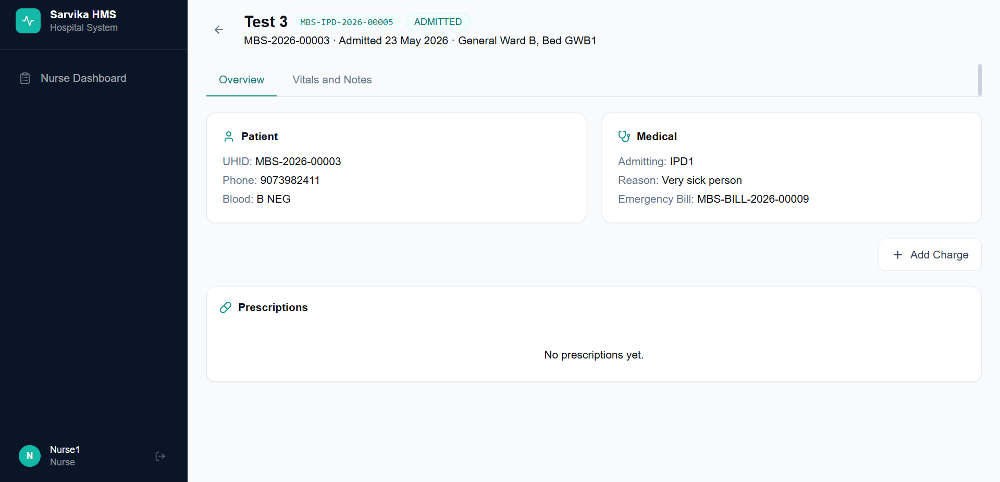 Sarvika HMS
Hospital System
Nurse Dashboard
Nurse1
Nurse
N
Test 3 MBS-IPD-2026-00005 ADMITTED
MBS-2026-00003 · Admitted 23 May 2026 · General Ward B, Bed GWB1
Overview Vitals and Notes
Patient
UHID: MBS-2026-00003
Phone: 9073982411
Blood: B NEG
Medical
Admitting: IPD1
Reason: Very sick person
Emergency Bill: MBS-BILL-2026-00009
Add Charge
Prescriptions
No prescriptions yet.